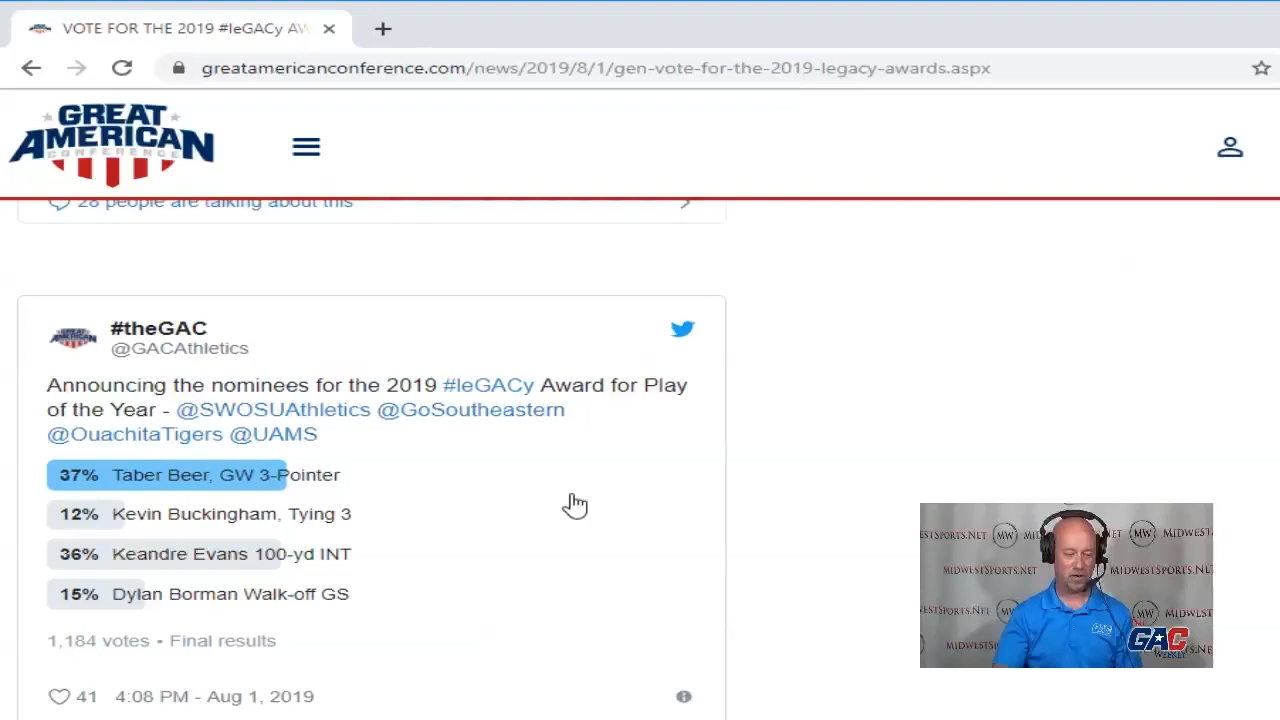 VOTE FOR THE 2019 #leGACy AW
greatamericanconference.com/news/2019/8/1/gen-vote-for-the-2019-legacy-awards.aspx
GREAT
AMERICAN
CONFERENCE
28 people are talking about this
#theGAC
@GACAthletics
Announcing the nominees for the 2019 #leGACy Award for Play
of the Year - @SWOSUAthletics @GoSoutheastern
@OuachitaTigers @UAMS
37% Taber Beer, GW 3-Pointer
12% Kevin Buckingham, Tying 3
36% Keandre Evans 100-yd INT
15% Dylan Borman Walk-off GS
1,184 votes • Final results
41 4:08 PM - Aug 1, 2019
MIDWESTSPORTS.NET
MW
GAC
WEEKLY